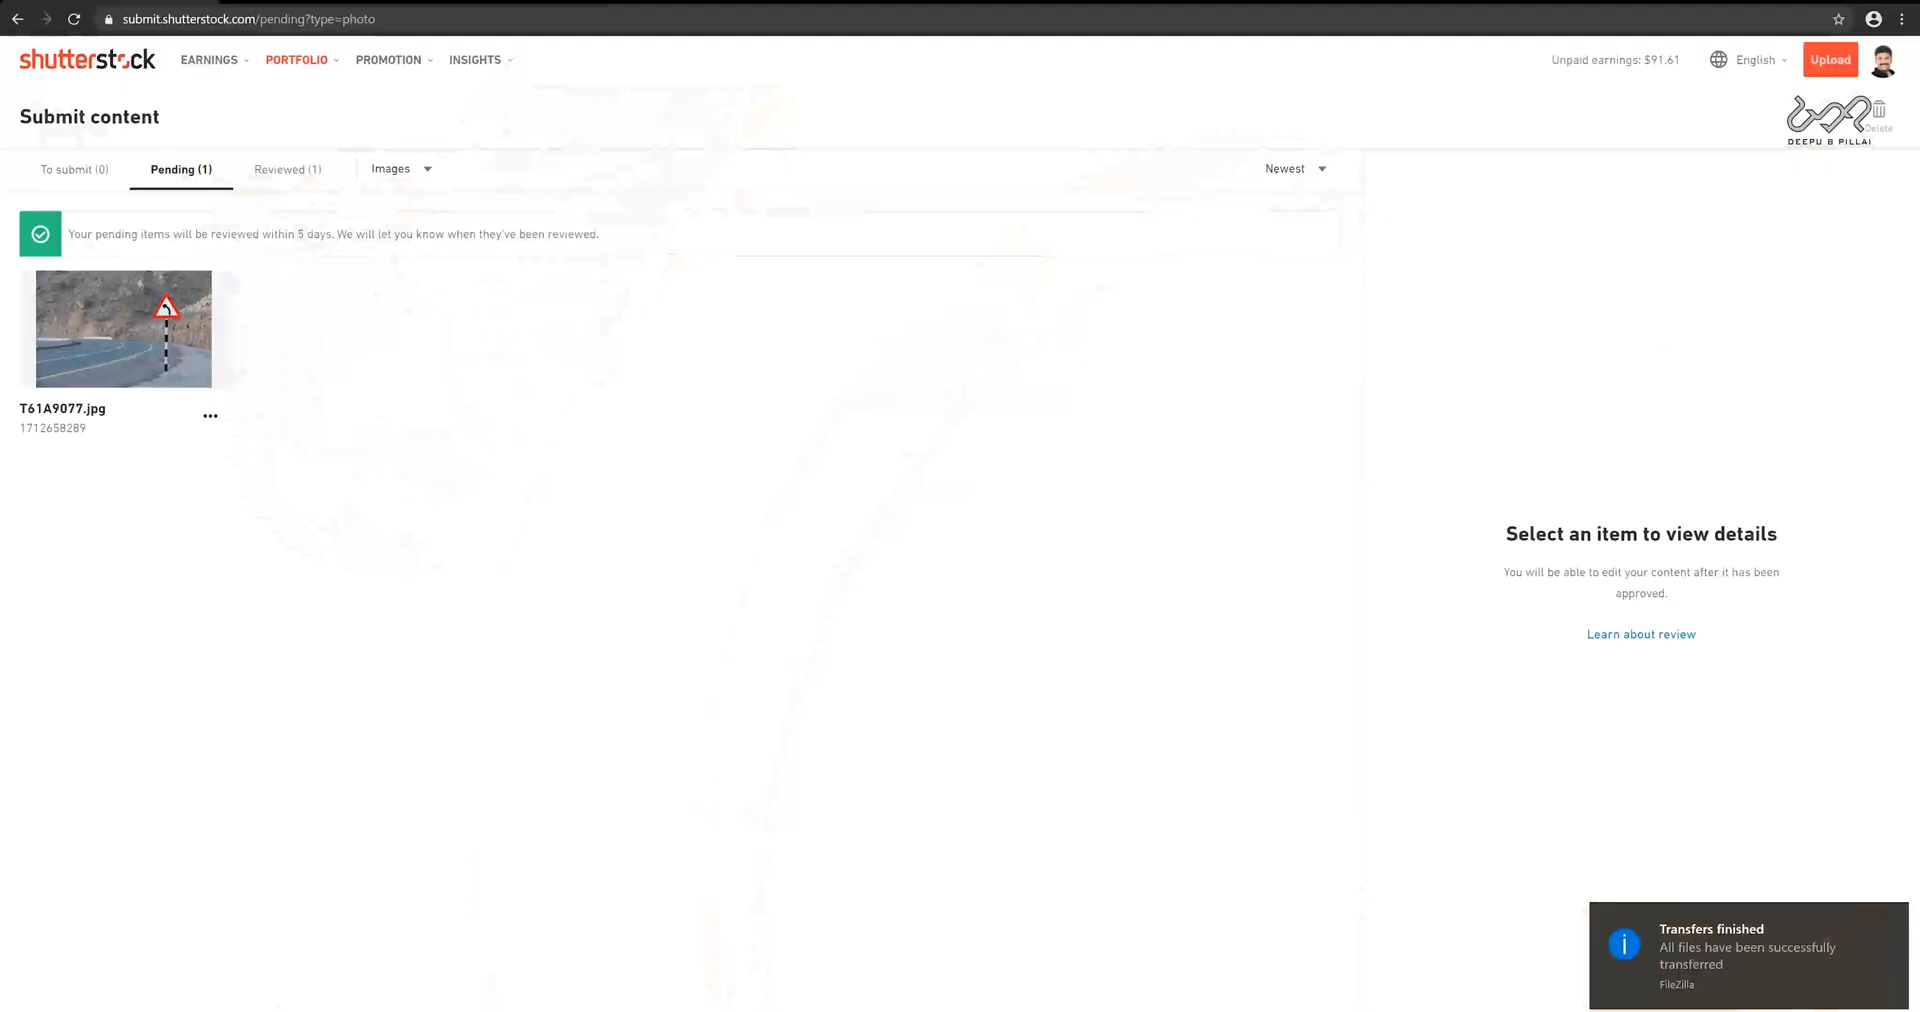 submit.shutterstock.com/pending?type=photo
shutterstock EARNINGS PORTFOLIO PROMOTION INSIGHTS Unpaid earnings: $91.61 English Upload
Submit content
Delete
DEEPU B PILLAI
To submit (0) Pending (1) Reviewed (1) Images Newest
Your pending items will be reviewed within 5 days. We will let you know when they've been reviewed.
T61A9077.jpg
1712658289
Select an item to view details
You will be able to edit your content after it has been
approved.
Learn about review
Transfers finished
All files have been successfully
transferred
FileZilla